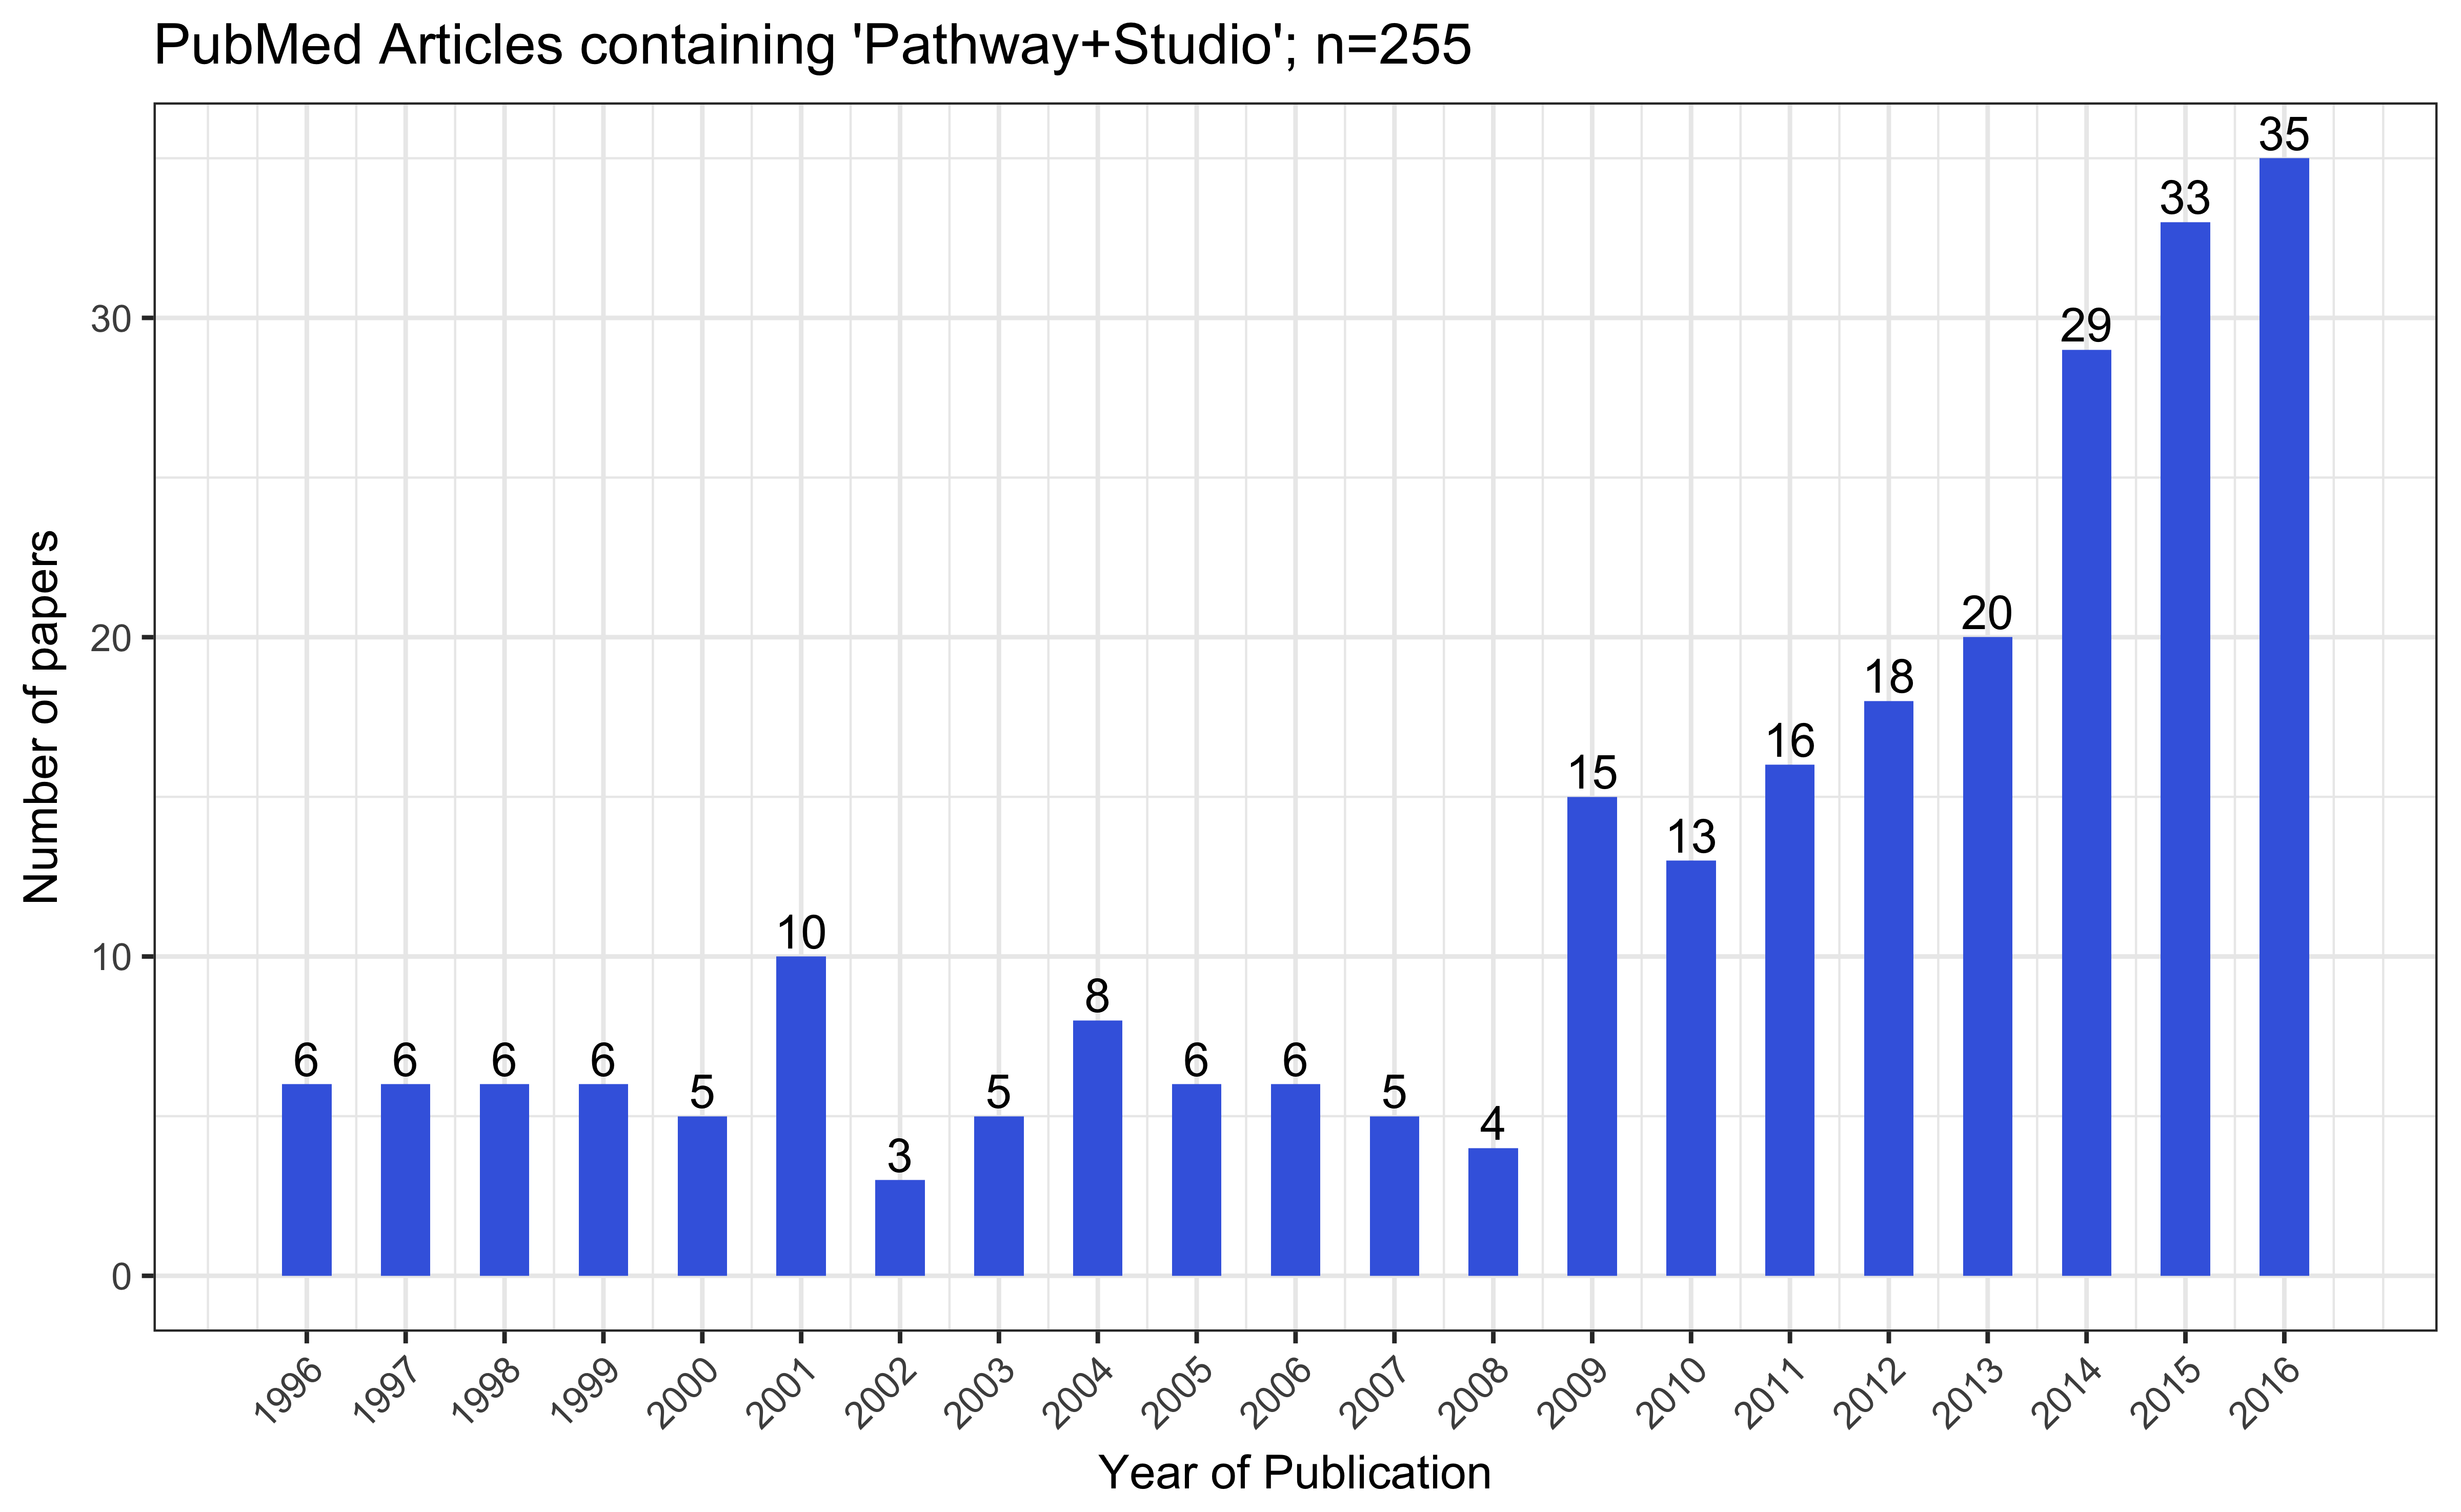 PubMed Articles containing 'Pathway+Studio'; n=255
35
33
30
29
20
20
18
16
15
13
10
10
8
6 6 6 6 5 3 5 6 6 5 4
0
Number of papers
1996 1997 1998 1999 2000 2001 2002 2003 2004 2005 2006 2007 2008 2009 2010 2011 2012 2013 2014 2015 2016
Year of Publication